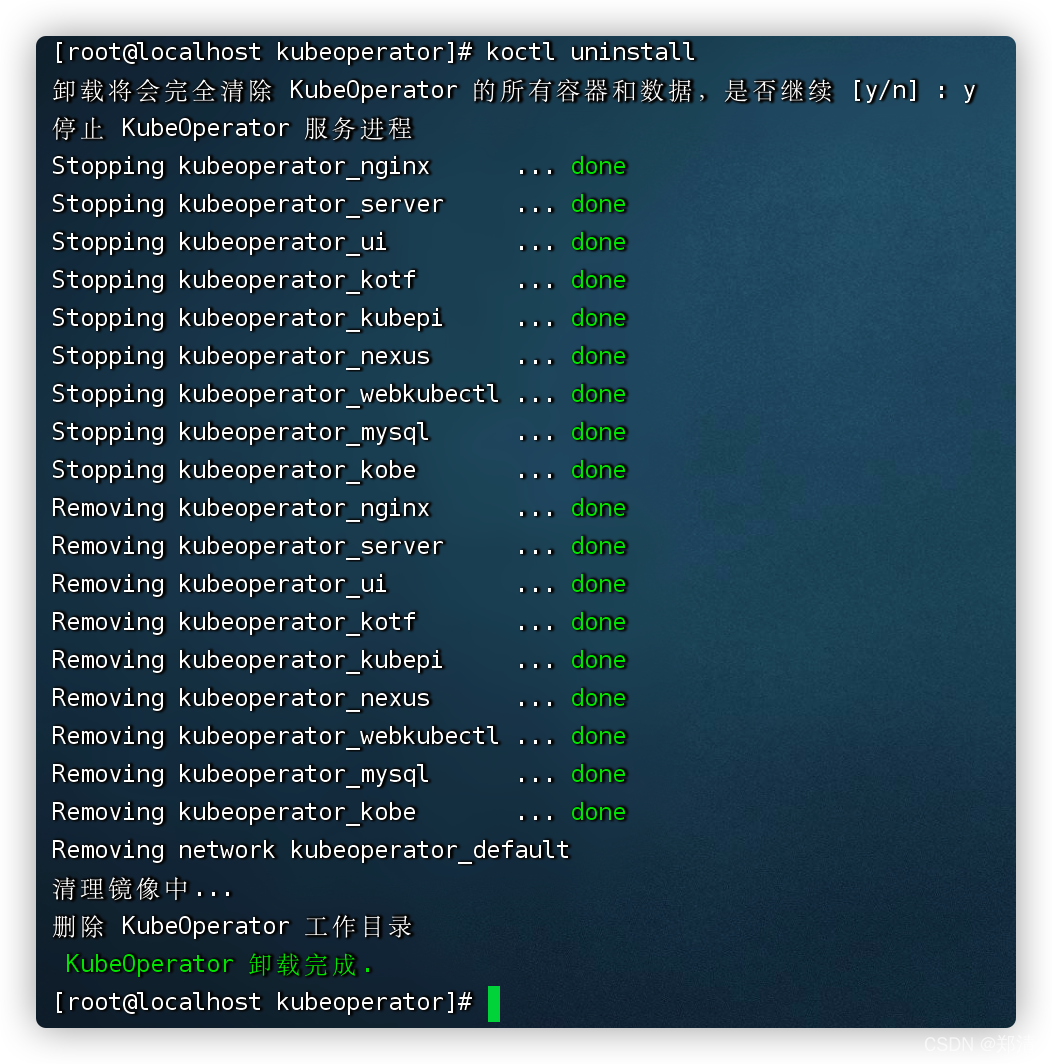 [root@localhost kubeoperator]# koctl uninstall
卸载将会完全清除 KubeOperator 的所有容器和数据，是否继续 [y/n] : y
停止 KubeOperator 服务进程
Stopping kubeoperator_nginx ... done
Stopping kubeoperator_server ... done
Stopping kubeoperator_ui ... done
Stopping kubeoperator_kotf ... done
Stopping kubeoperator_kubepi ... done
Stopping kubeoperator_nexus ... done
Stopping kubeoperator_webkubectl ... done
Stopping kubeoperator_mysql ... done
Stopping kubeoperator_kobe ... done
Removing kubeoperator_nginx ... done
Removing kubeoperator_server ... done
Removing kubeoperator_ui ... done
Removing kubeoperator_kotf ... done
Removing kubeoperator_kubepi ... done
Removing kubeoperator_nexus ... done
Removing kubeoperator_webkubectl ... done
Removing kubeoperator_mysql ... done
Removing kubeoperator_kobe ... done
Removing network kubeoperator_default
清理镜像中...
删除 KubeOperator 工作目录
KubeOperator 卸载完成.
[root@localhost kubeoperator]#
CSDN